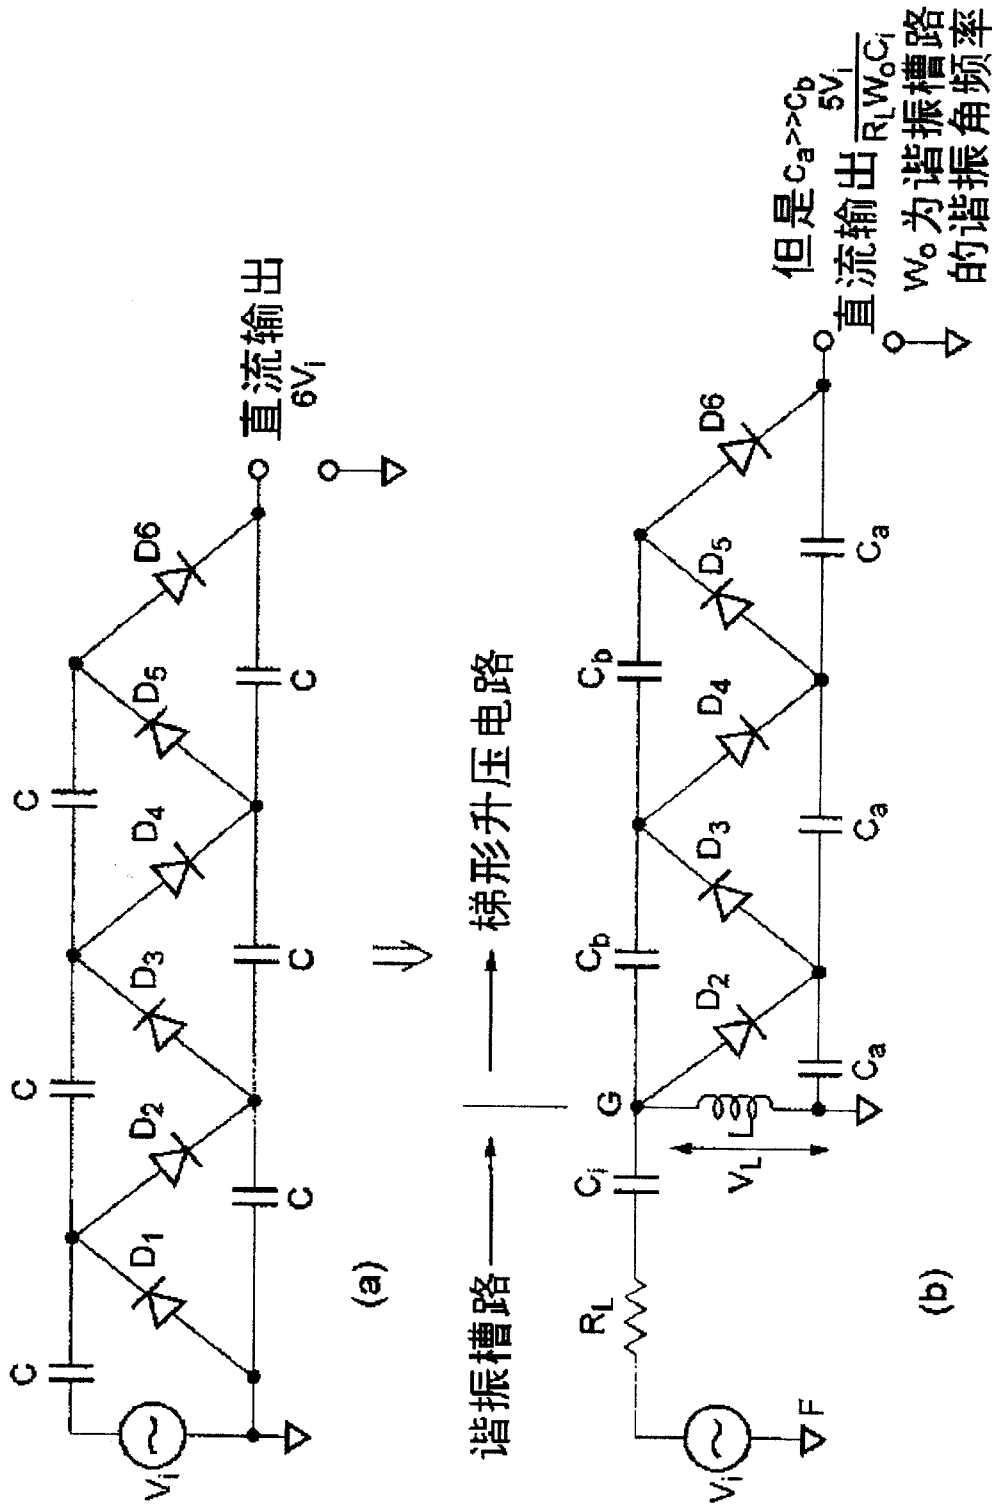 C
C
C
Vi
D1
D2
D3
D4
D5
D6
C
C
C
直流输出
6Vi
(a)
谐振槽路
梯形升压电路
Vi
F
RL
Ci
G
VL
L
Cb
Cb
D2
D3
D4
D5
D6
Ca
Ca
Ca
但是Ca>>Cb
直流输出 5Vi
RLWoCi
Wo为谐振槽路
的谐振角频率
(b)